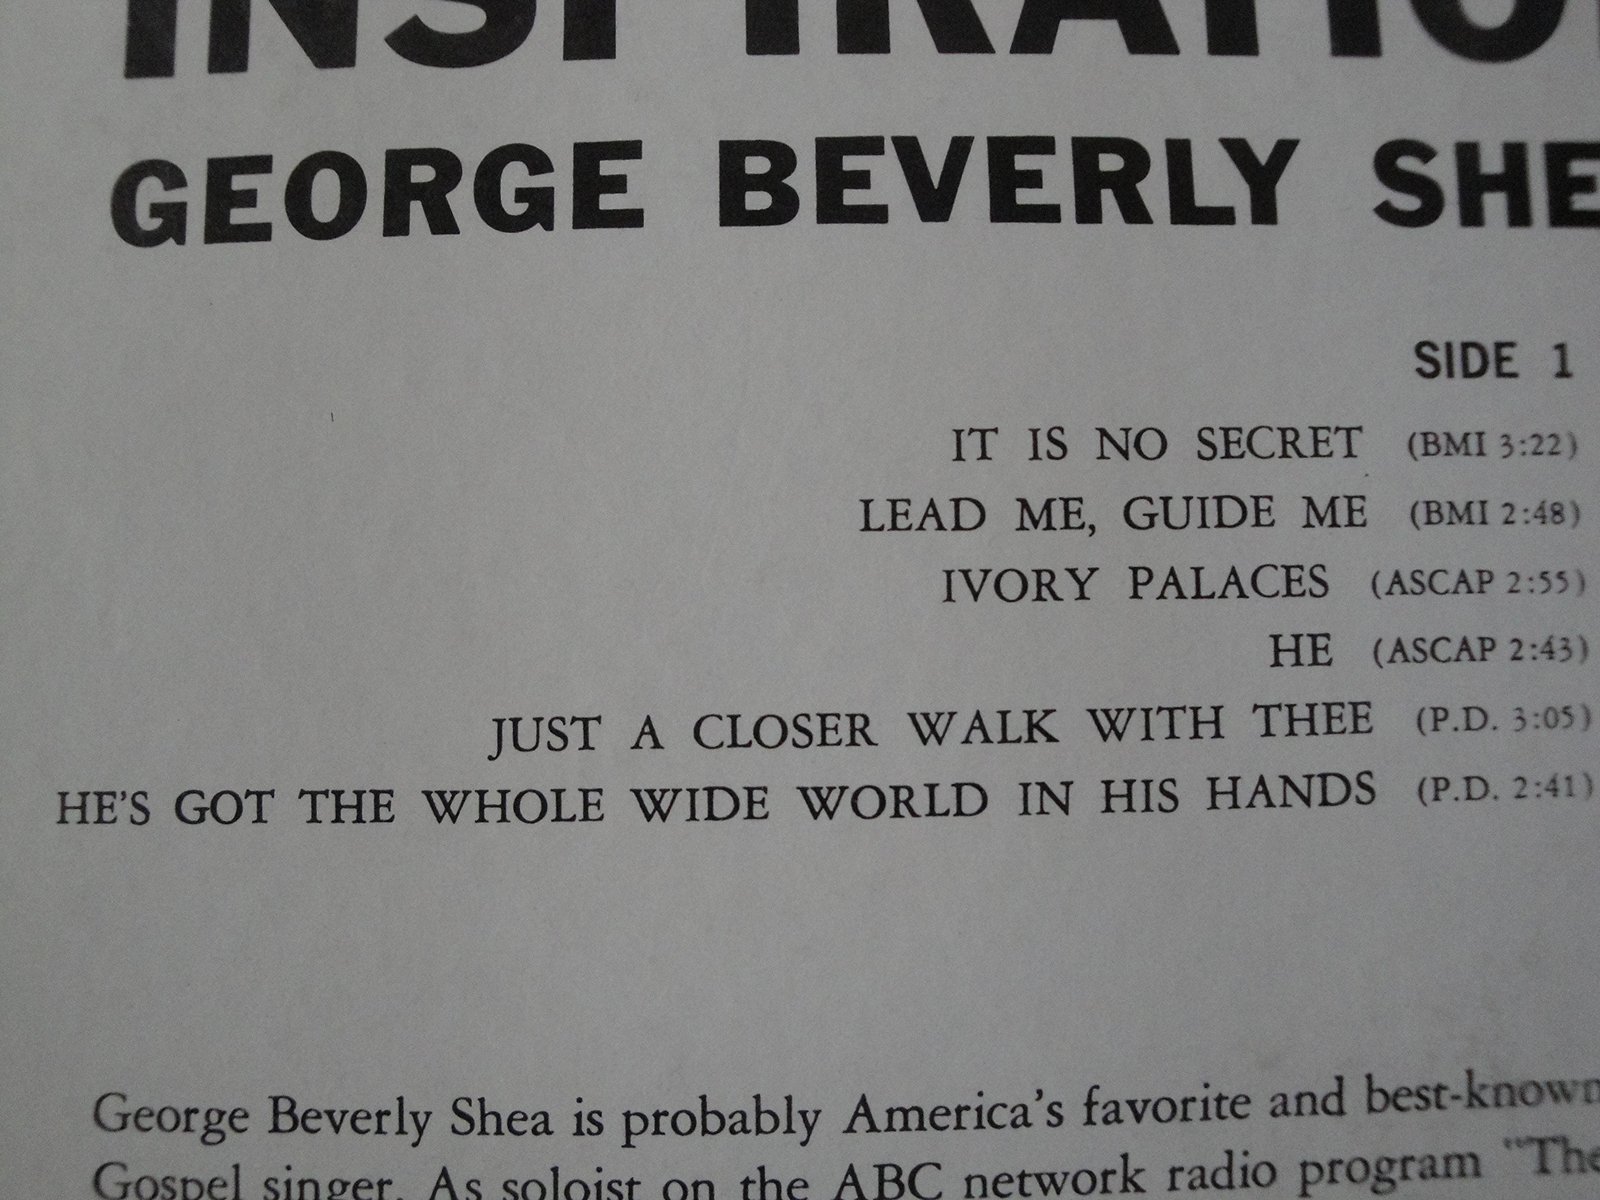 INSPIRATIO
GEORGE BEVERLY SHE
SIDE 1
IT IS NO SECRET (BMI 3:22)
LEAD ME, GUIDE ME (BMI 2:48)
IVORY PALACES (ASCAP 2:55)
HE (ASCAP 2:43)
JUST A CLOSER WALK WITH THEE (P.D. 3:05)
HE'S GOT THE WHOLE WIDE WORLD IN HIS HANDS (P.D. 2:41)
George Beverly Shea is probably America's favorite and best-known
Gospel singer. As soloist on the ABC network radio program "The